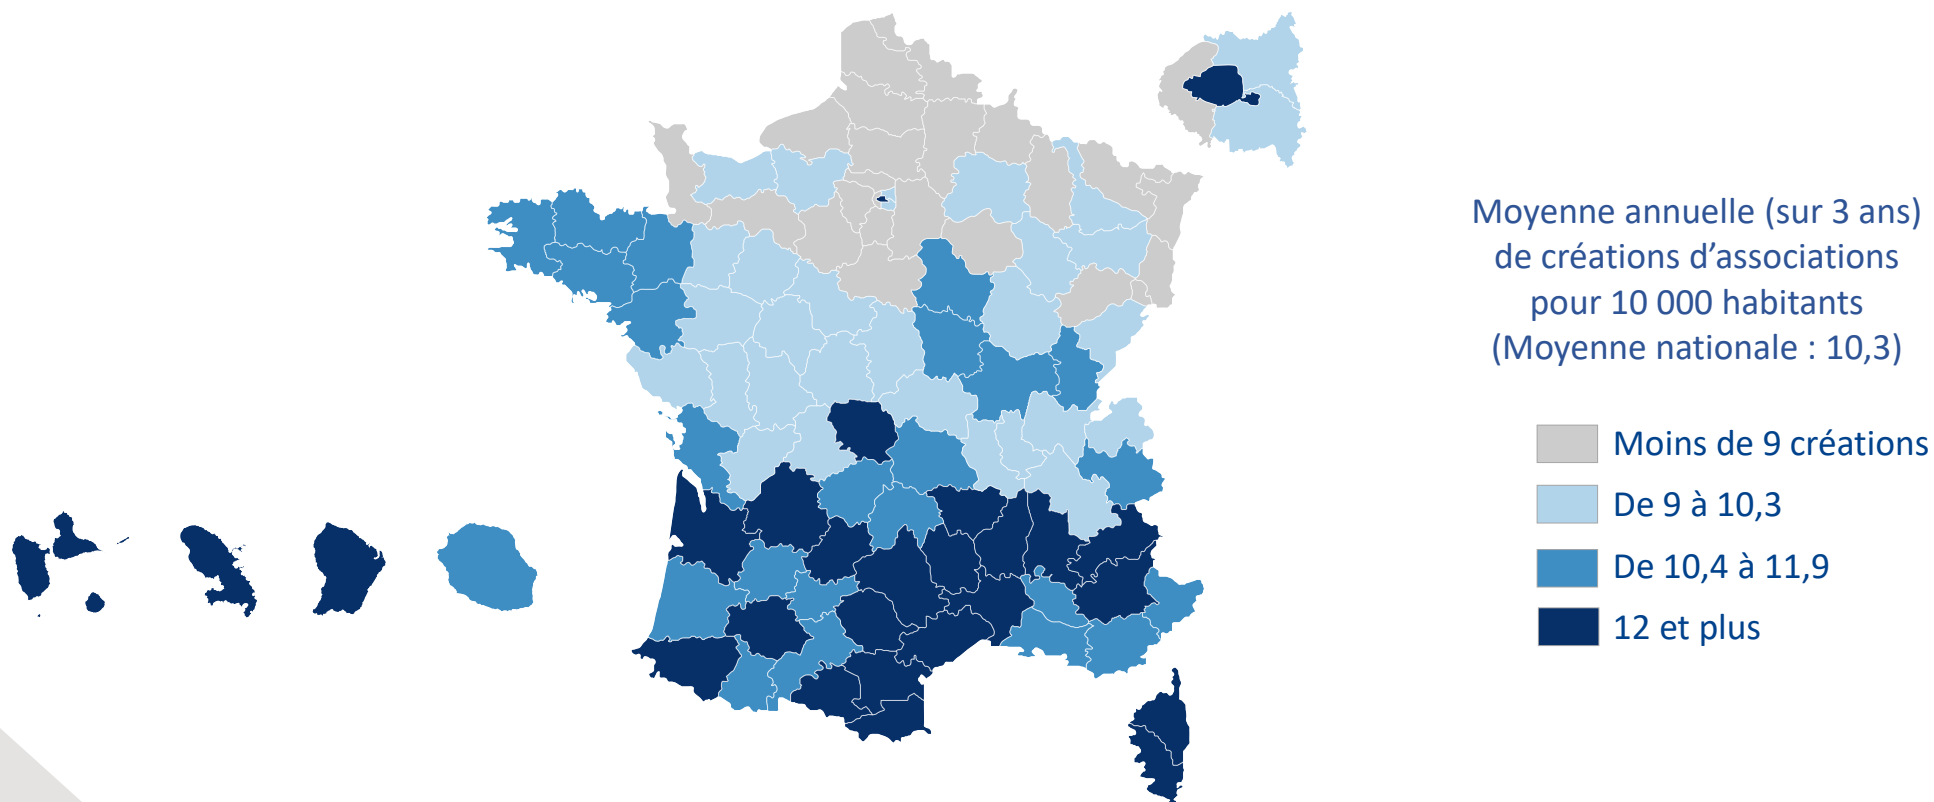 Moyenne annuelle (sur 3 ans)
de créations d’associations
pour 10 000 habitants
(Moyenne nationale : 10,3)
Moins de 9 créations
De 9 à 10,3
De 10,4 à 11,9
12 et plus